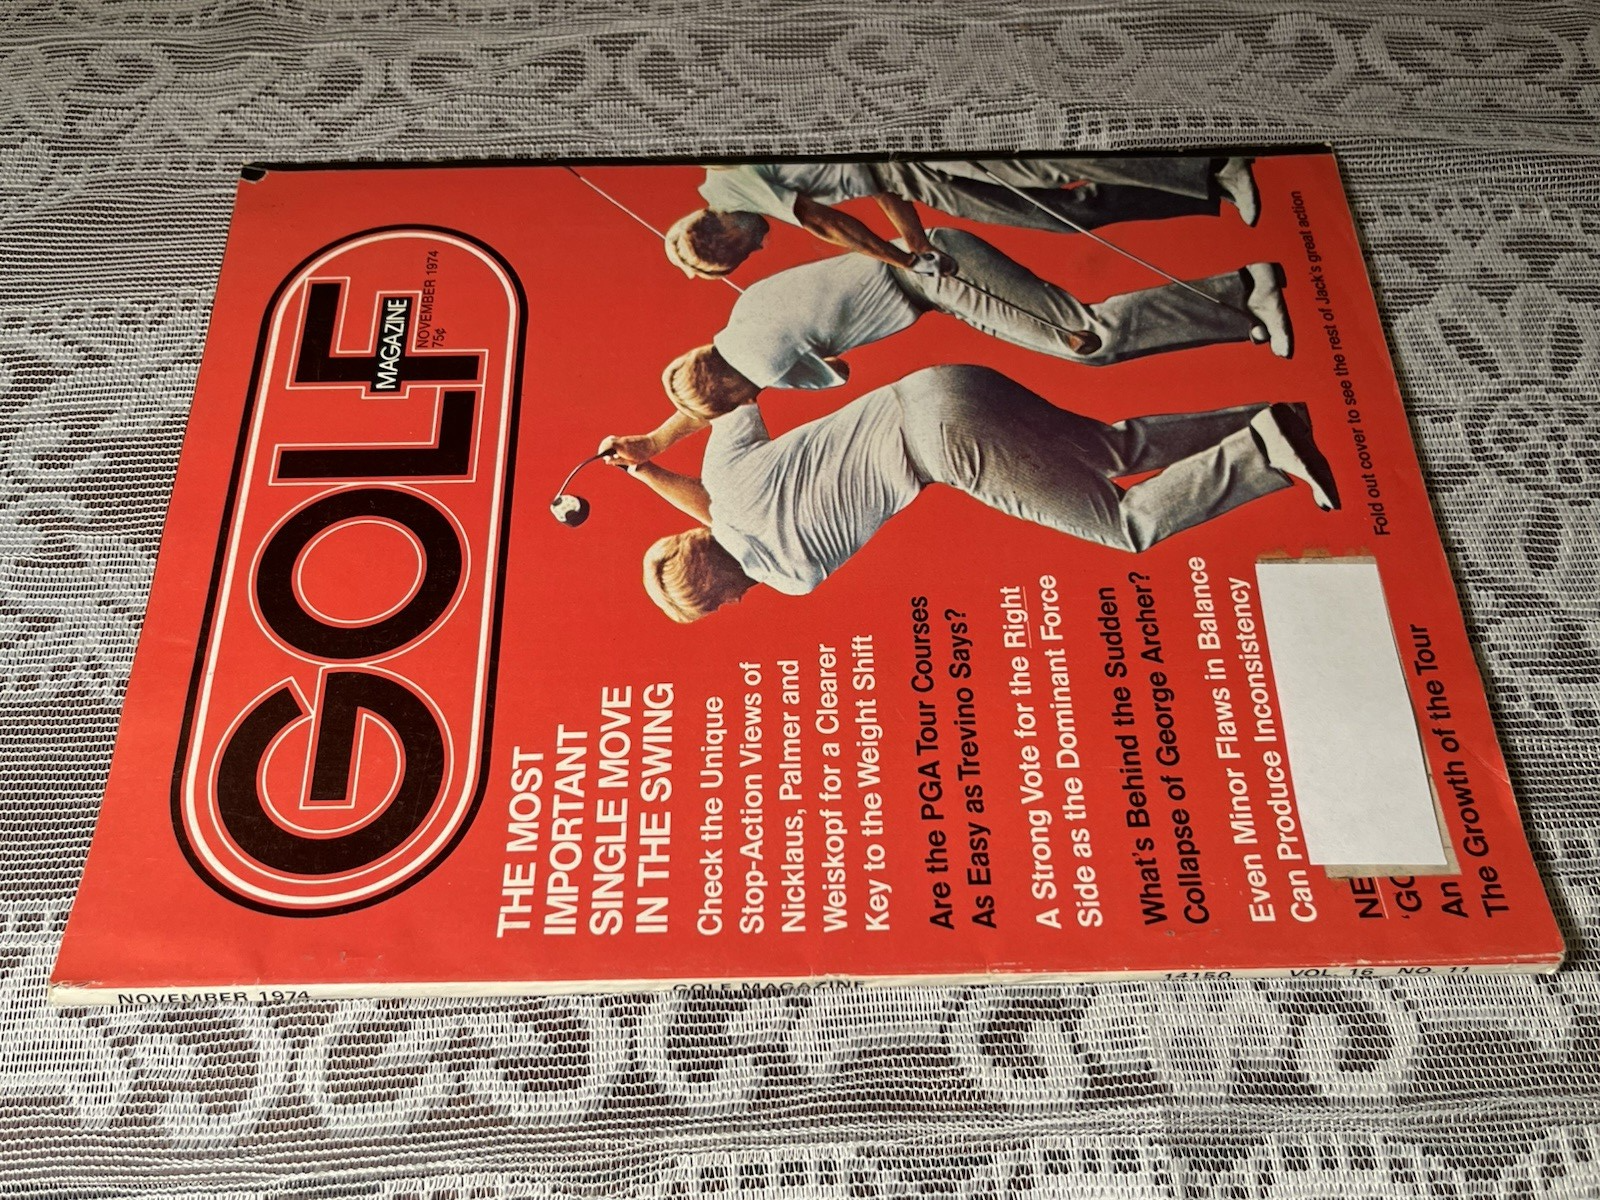 GOLF
MAGAZINE
NOVEMBER 1974
75¢
THE MOST
IMPORTANT
SINGLE MOVE
IN THE SWING
Check the Unique
Stop-Action Views of
Nicklaus, Palmer and
Weiskopf for a Clearer
Key to the Weight Shift
Are the PGA Tour Courses
As Easy as Trevino Says?
A Strong Vote for the Right
Side as the Dominant Force
What's Behind the Sudden
Collapse of George Archer?
Even Minor Flaws in Balance
Can Produce Inconsistency
An
The Growth of the Tour
Fold out cover to see the rest of Jack's great action
NOVEMBER 1974
GOLF MAGAZINE
14150
VOL. 16 NO. 11